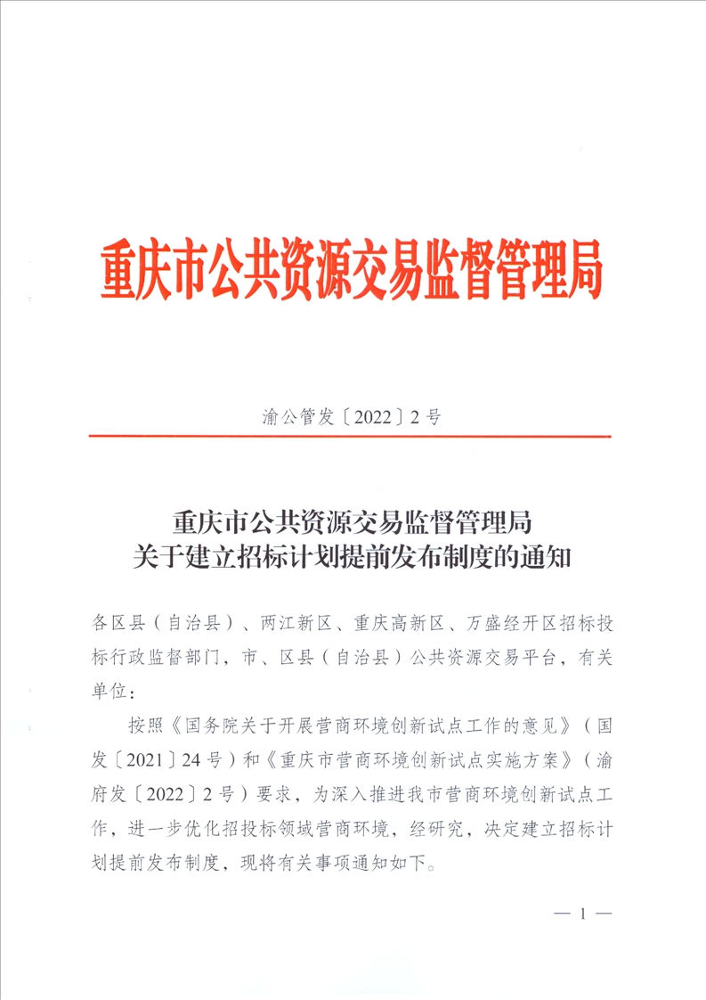 重庆市公共资源交易监督管理局
渝公管发〔2022〕2号
重庆市公共资源交易监督管理局
关于建立招标计划提前发布制度的通知
各区县（自治县）、两江新区、重庆高新区、万盛经开区招标投
标行政监督部门，市、区县（自治县）公共资源交易平台，有关
单位：
按照《国务院关于开展营商环境创新试点工作的意见》（国
发〔2021〕24号）和《重庆市营商环境创新试点实施方案》（渝
府发〔2022〕2号）要求，为深入推进我市营商环境创新试点工
作，进一步优化招投标领域营商环境，经研究，决定建立招标计
划提前发布制度，现将有关事项通知如下。
— 1 —